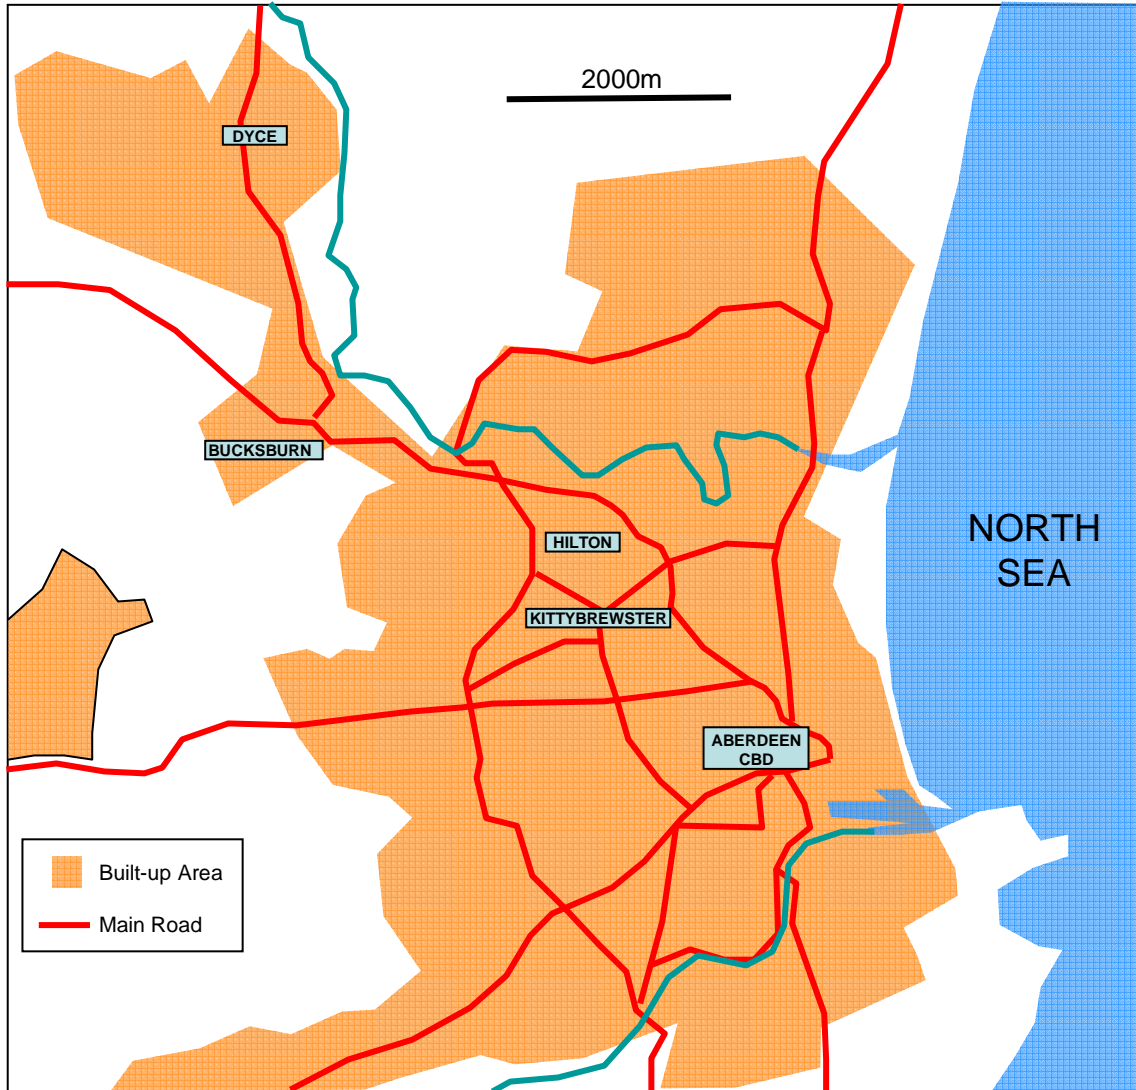 2000m
DYCE
BUCKSBURN
HILTON
NORTH
SEA
KITTYBREWSTER
ABERDEEN
CBD
Built-up Area
Main Road